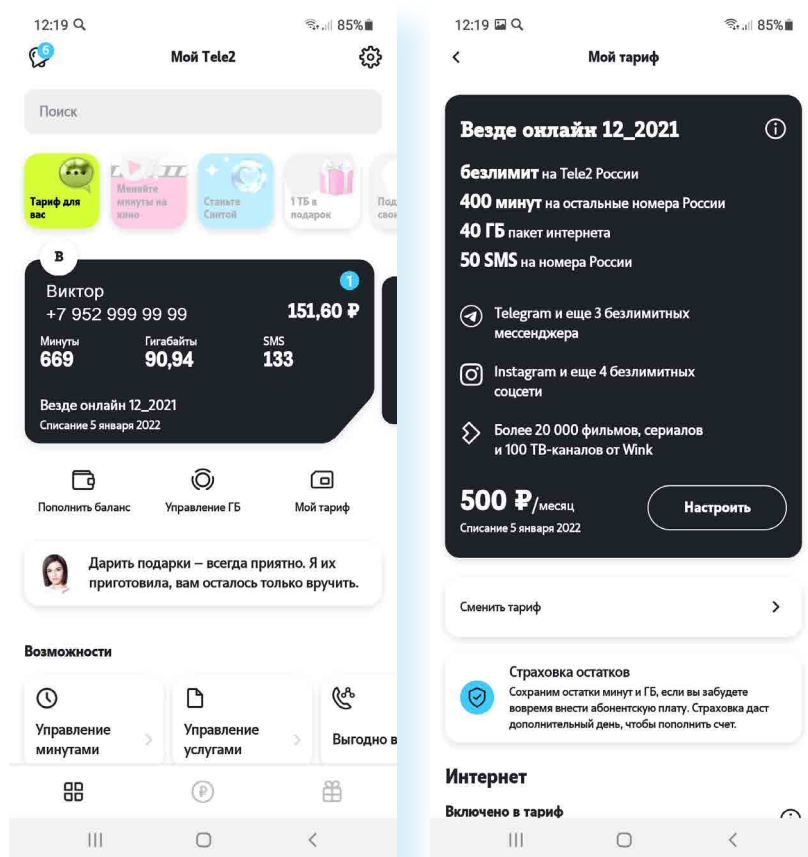 12:19 85%
6
Мой Tele2
Поиск
Тариф для
вас
Меняйте
минуты на
кино
Станьте
Сантой
1 ТБ в
подарок
В
Виктор
1
+7 952 999 99 99
151,60 ₽
Минуты Гигабайты SMS
669 90,94 133
Везде онлайн 12_2021
Списание 5 января 2022
Пополнить баланс Управление ГБ Мой тариф
Дарить подарки – всегда приятно. Я их
приготовила, вам осталось только вручить.
Возможности
Управление
минутами
Управление
услугами
Выгодно в
12:19 85%
Мой тариф
Везде онлайн 12_2021
безлимит на Tele2 России
400 минут на остальные номера России
40 ГБ пакет интернета
50 SMS на номера России
Telegram и еще 3 безлимитных
мессенджера
Instagram и еще 4 безлимитных
соцсети
Более 20 000 фильмов, сериалов
и 100 ТВ-каналов от Wink
500 ₽/месяц
Списание 5 января 2022
Настроить
Сменить тариф
Страховка остатков
Сохраним остатки минут и ГБ, если вы забудете
вовремя внести абонентскую плату. Страховка даст
дополнительный день, чтобы пополнить счет.
Интернет
Включено в тариф